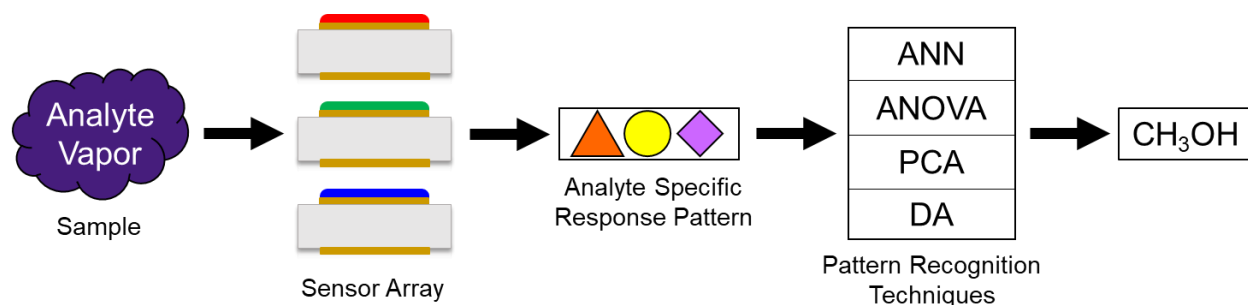 Analyte
Vapor
Sample
Sensor Array
Analyte Specific
Response Pattern
ANN
ANOVA
PCA
DA
Pattern Recognition
Techniques
CH₃OH